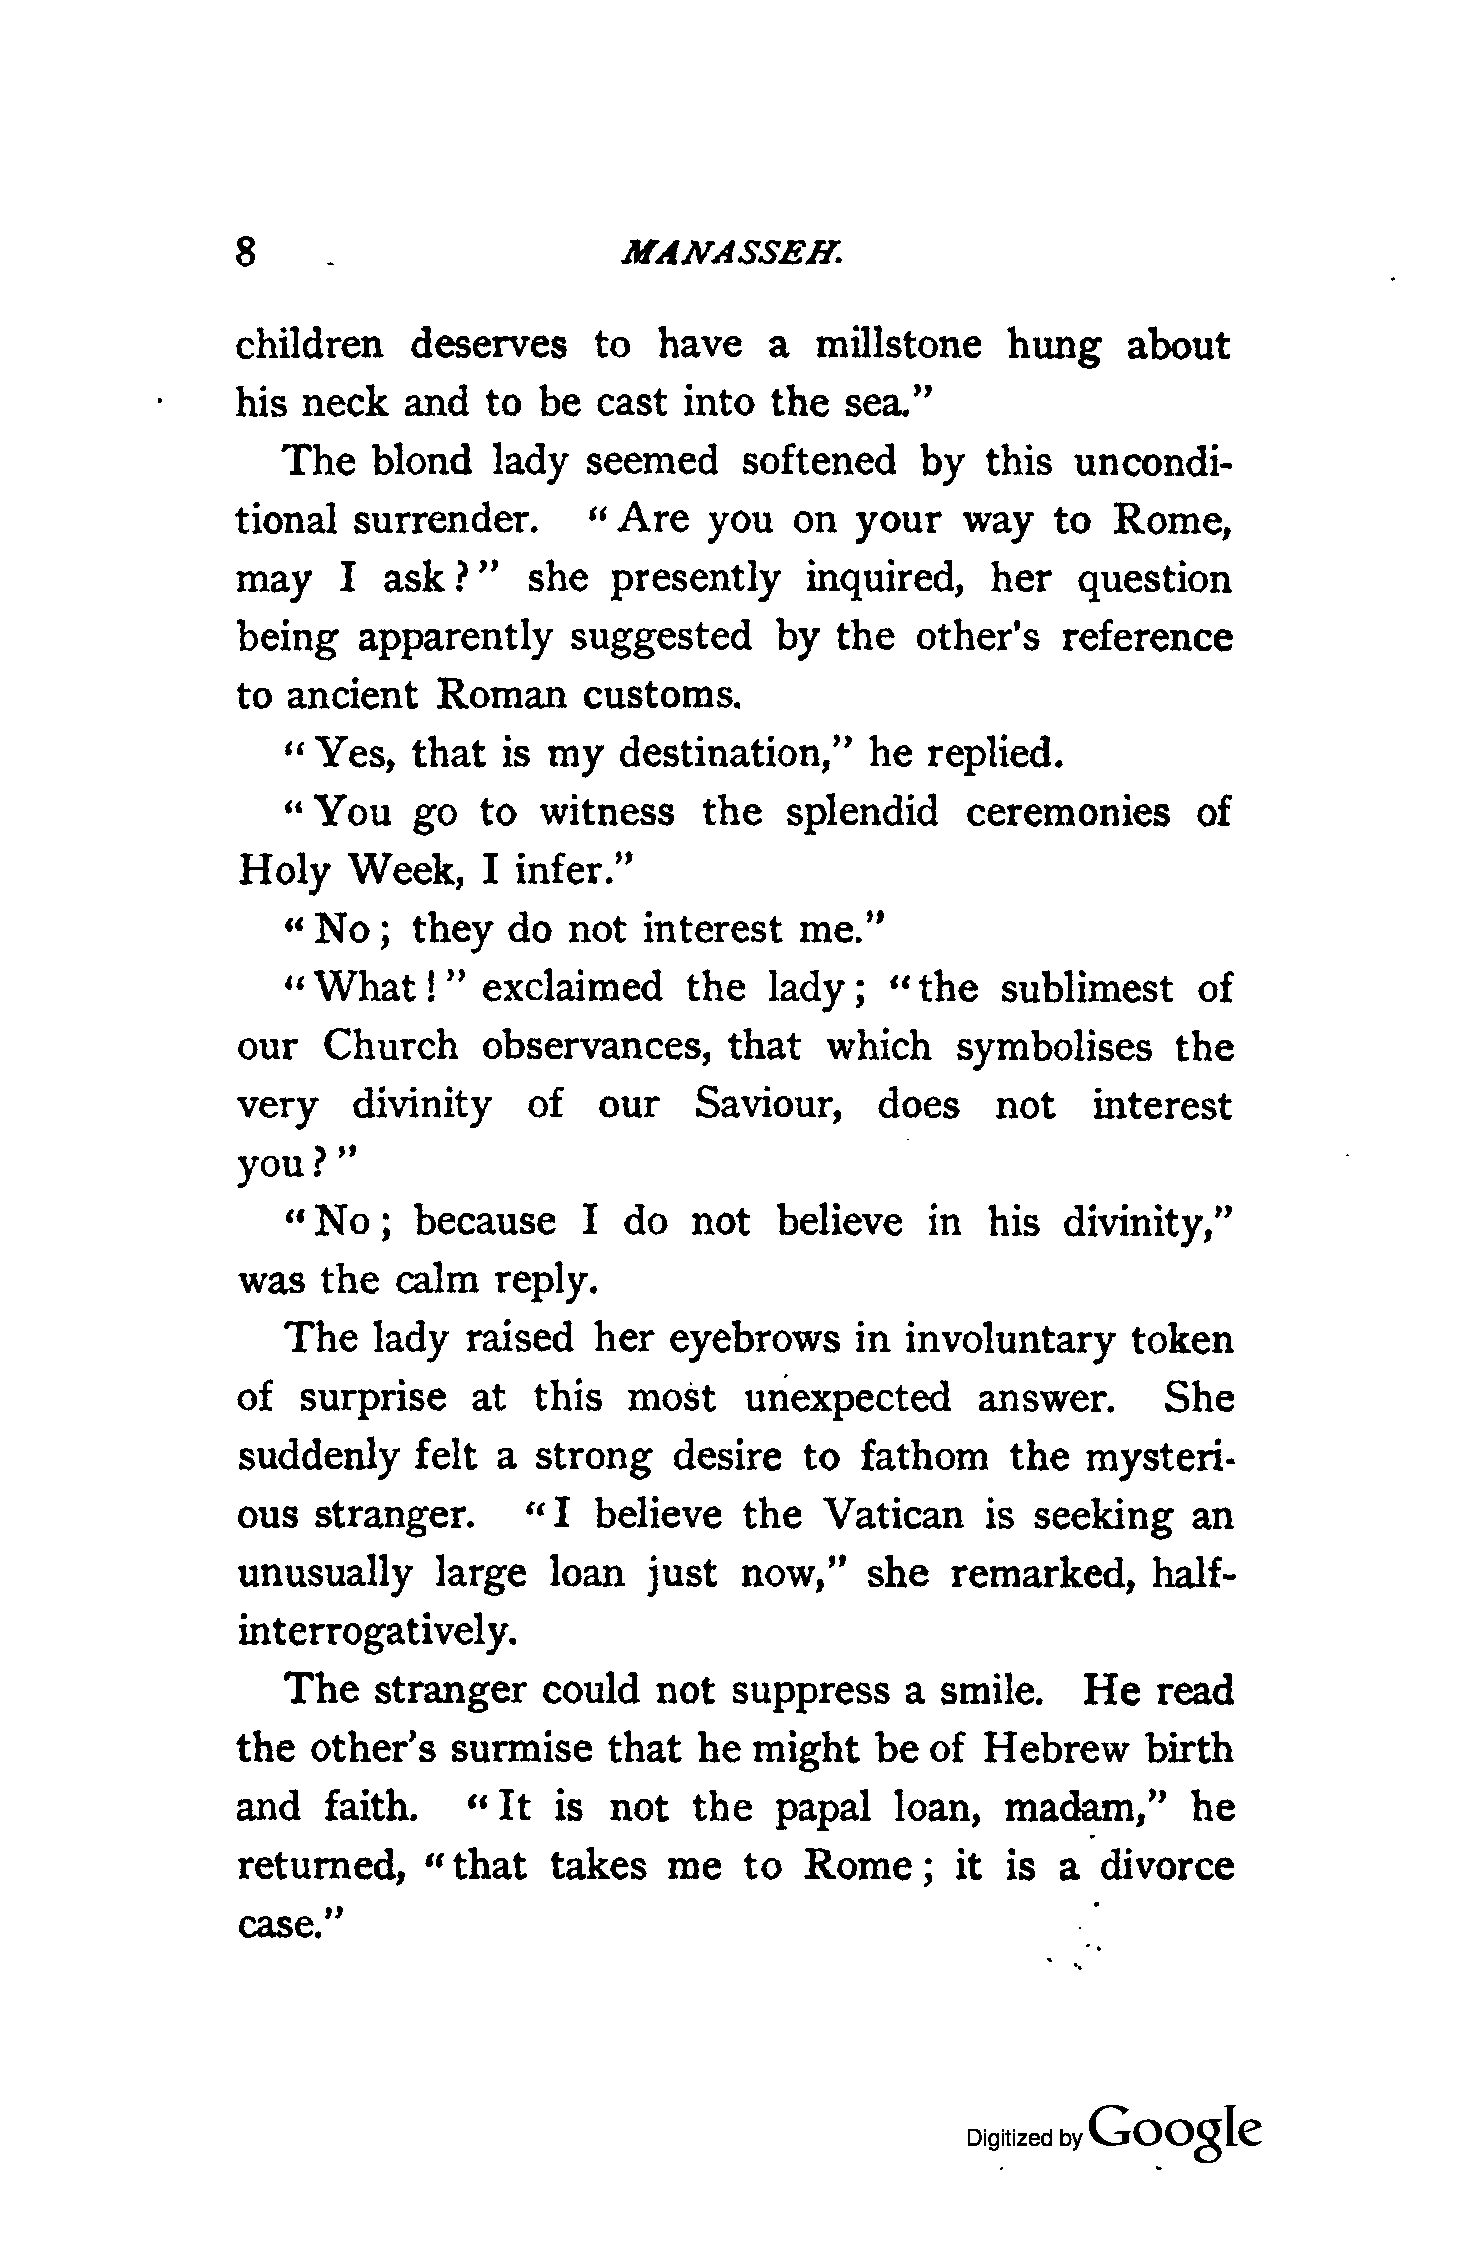 8 MANASSEH.
children deserves to have a millstone hung about
his neck and to be cast into the sea."
The blond lady seemed softened by this uncondi-
tional surrender. "Are you on your way to Rome,
may I ask?" she presently inquired, her question
being apparently suggested by the other's reference
to ancient Roman customs.
"Yes, that is my destination," he replied.
"You go to witness the splendid ceremonies of
Holy Week, I infer."
"No; they do not interest me."
"What!" exclaimed the lady; "the sublimest of
our Church observances, that which symbolises the
very divinity of our Saviour, does not interest
you?"
"No; because I do not believe in his divinity,"
was the calm reply.
The lady raised her eyebrows in involuntary token
of surprise at this most unexpected answer. She
suddenly felt a strong desire to fathom the mysteri-
ous stranger. "I believe the Vatican is seeking an
unusually large loan just now," she remarked, half-
interrogatively.
The stranger could not suppress a smile. He read
the other's surmise that he might be of Hebrew birth
and faith. "It is not the papal loan, madam," he
returned, "that takes me to Rome; it is a divorce
case."
Digitized by Google